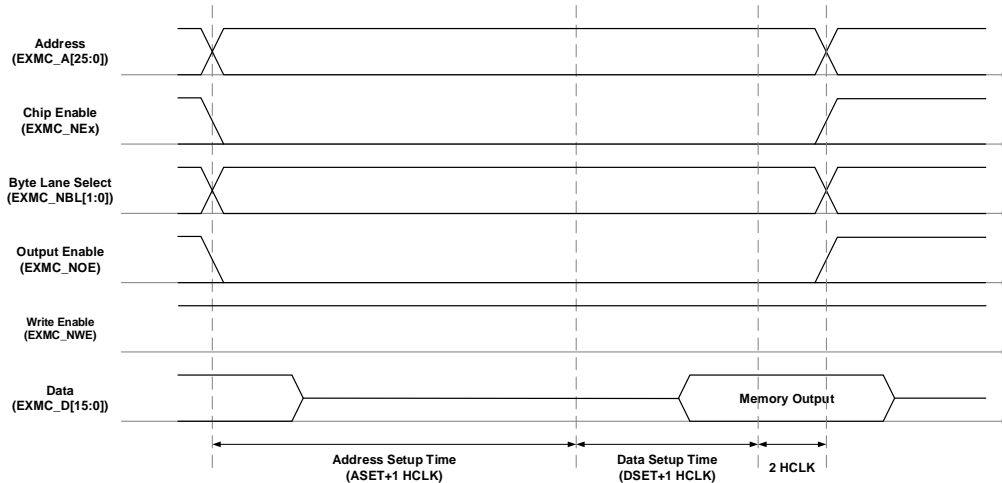 Address
(EXMC_A[25:0])
Chip Enable
(EXMC_NEx)
Byte Lane Select
(EXMC_NBL[1:0])
Output Enable
(EXMC_NOE)
Write Enable
(EXMC_NWE)
Data
(EXMC_D[15:0])
Memory Output
Address Setup Time
(ASET+1 HCLK)
Data Setup Time
(DSET+1 HCLK)
2 HCLK